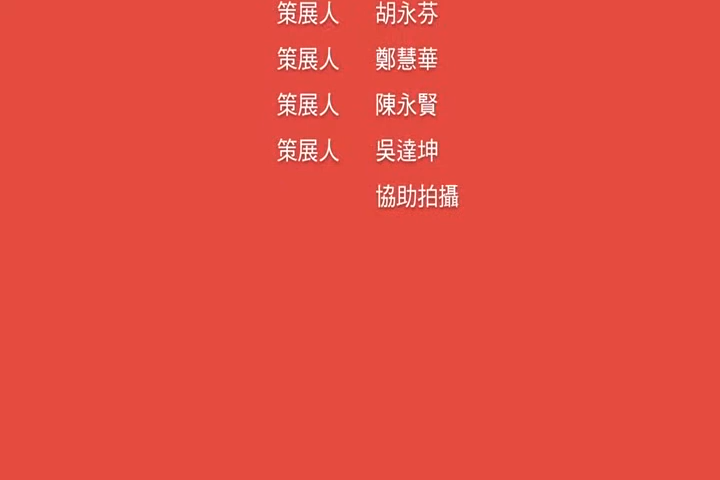 策展人 胡永芬
策展人 鄭慧華
策展人 陳永賢
策展人 吳達坤
協助拍攝